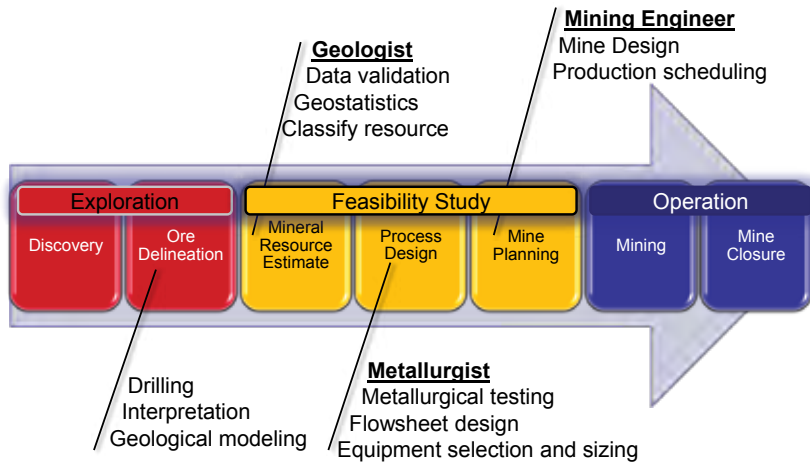 Mining Engineer
Mine Design
Production scheduling
Geologist
Data validation
Geostatistics
Classify resource
Exploration
Feasibility Study
Operation
Discovery
Ore
Delineation
Mineral
Resource
Estimate
Process
Design
Mine
Planning
Mining
Mine
Closure
Drilling
Interpretation
Geological modeling
Metallurgist
Metallurgical testing
Flowsheet design
Equipment selection and sizing